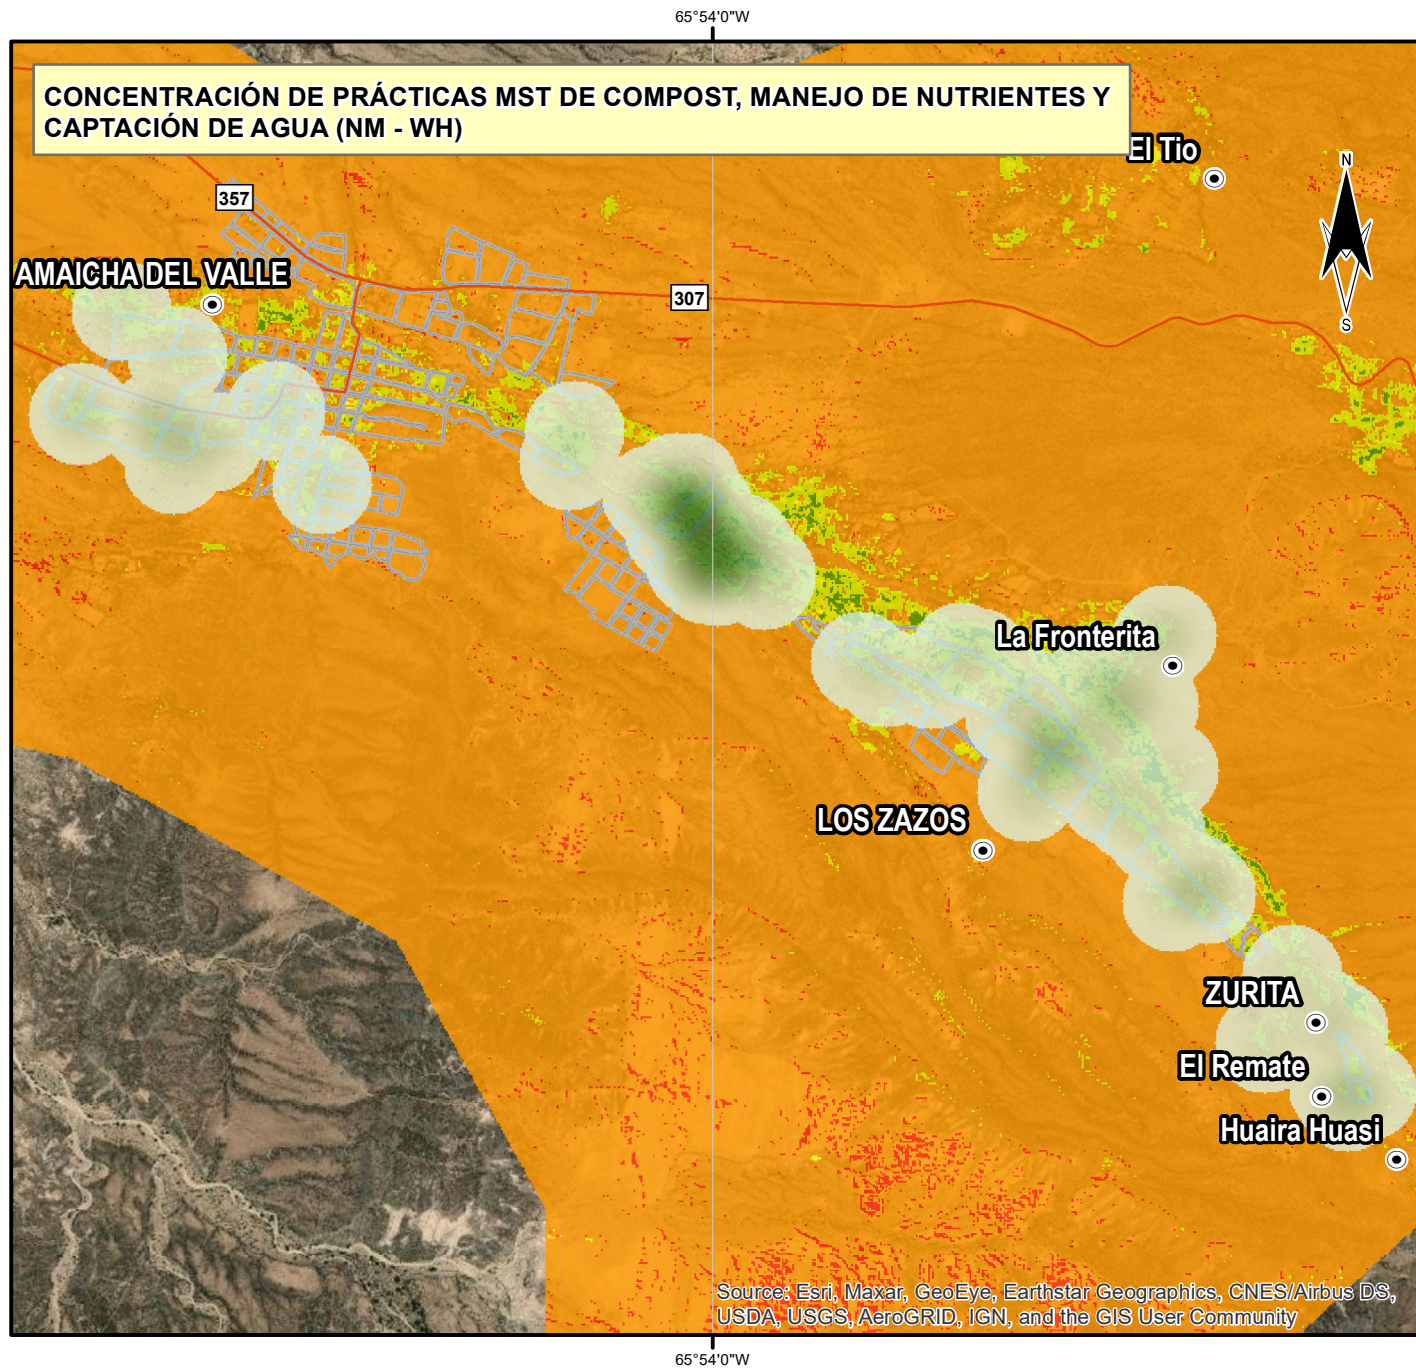 65°54'0"W
CONCENTRACIÓN DE PRÁCTICAS MST DE COMPOST, MANEJO DE NUTRIENTES Y
CAPTACIÓN DE AGUA (NM - WH)
El Tio
N
357
AMAICHA DEL VALLE
307
S
La Fronterita
LOS ZAZOS
ZURITA
El Remate
Huaira Huasi
Source: Esri, Maxar, GeoEye, Earthstar Geographics, CNES/Airbus DS,
USDA, USGS, AeroGRID, IGN, and the GIS User Community
65°54'0"W